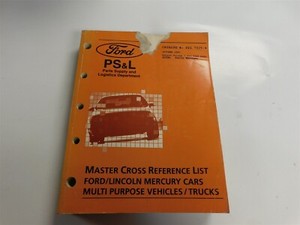 Ford
PS&L
Parts Supply and
Logistics Department
MASTER CROSS REFERENCE LIST
FORD/LINCOLN MERCURY CARS
MULTI PURPOSE VEHICLES/TRUCKS